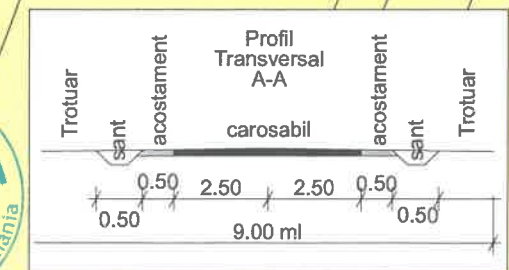 Profil
Transversal
A-A
Trotuar
sant
acostament
carosabil
acostament
sant
Trotuar
0.50 2.50 2.50 0.50
0.50 0.50
9.00 ml